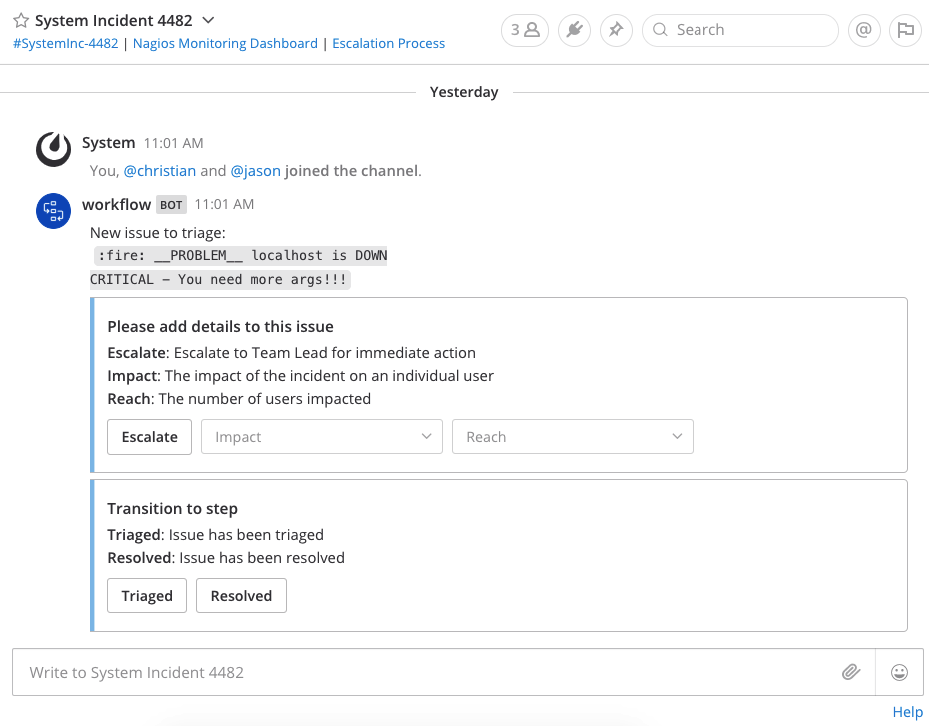 System Incident 4482
#SystemInc-4482 | Nagios Monitoring Dashboard | Escalation Process
3
Search
@
Yesterday
System 11:01 AM
You, @christian and @jason joined the channel.
workflow BOT 11:01 AM
New issue to triage:
:fire: __PROBLEM__ localhost is DOWN
CRITICAL – You need more args!!!
Please add details to this issue
Escalate: Escalate to Team Lead for immediate action
Impact: The impact of the incident on an individual user
Reach: The number of users impacted
Escalate Impact Reach
Transition to step
Triaged: Issue has been triaged
Resolved: Issue has been resolved
Triaged Resolved
Write to System Incident 4482
Help